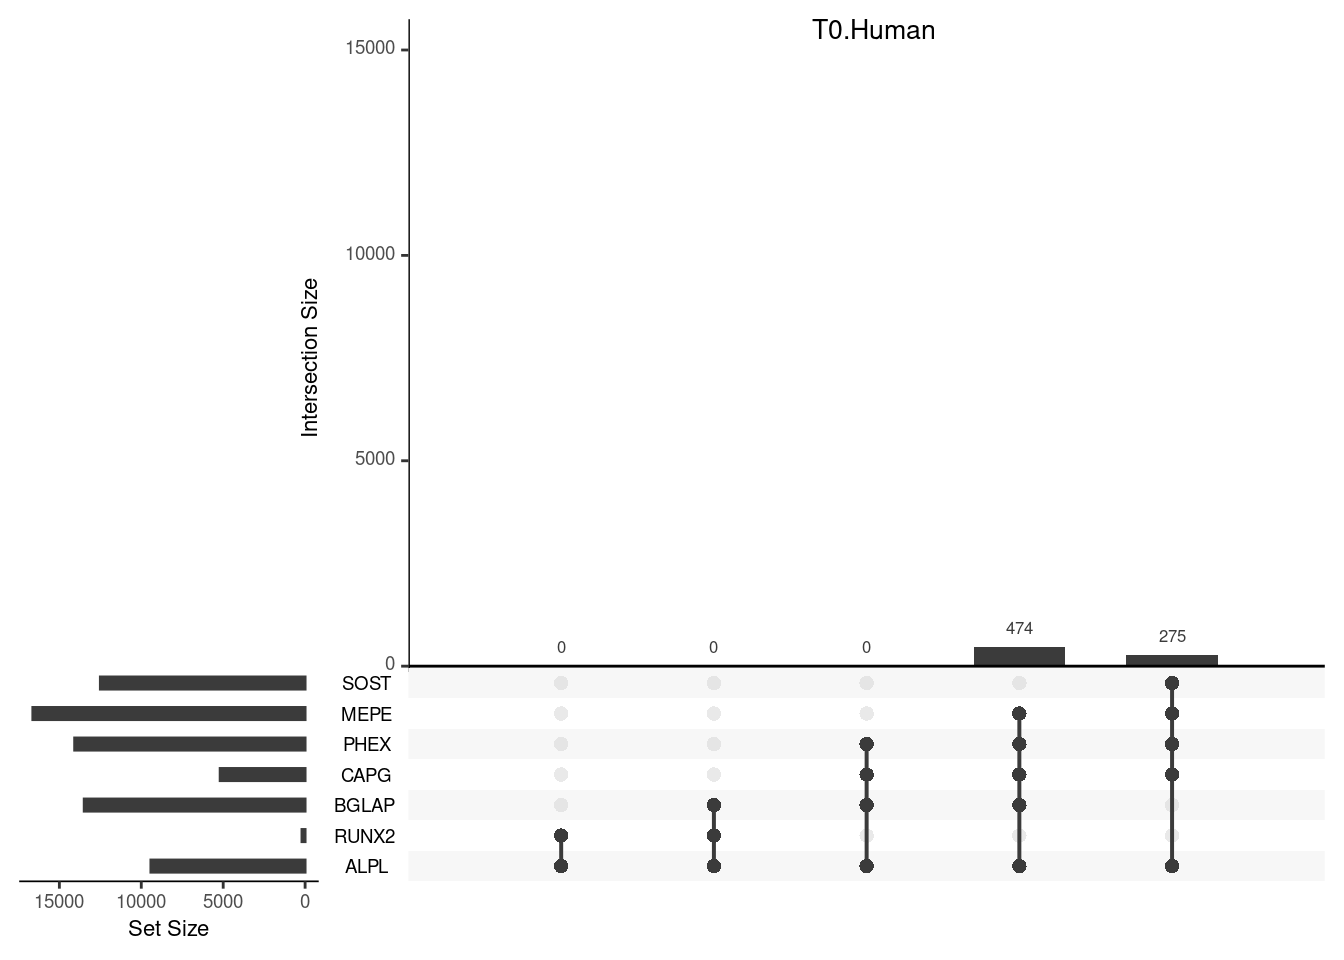 T0.Human
15000
10000
5000
0
Intersection Size
0 0 0 474 275
SOST
MEPE
PHEX
CAPG
BGLAP
RUNX2
ALPL
15000 10000 5000 0
Set Size